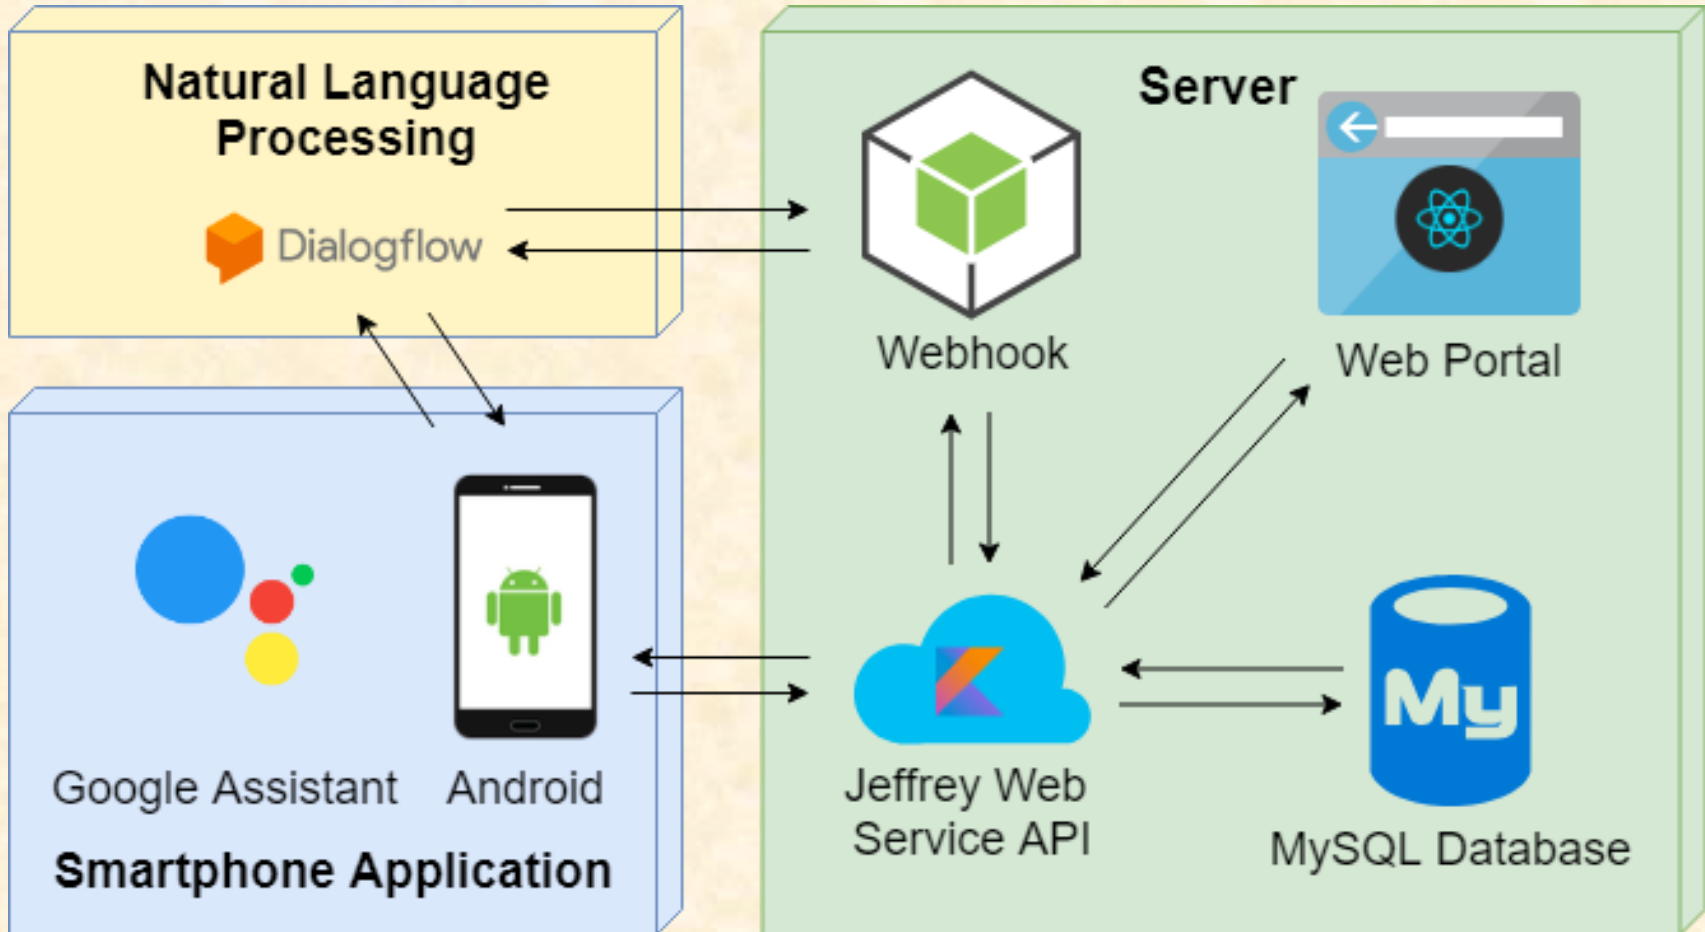 Natural Language
Processing
Dialogflow
Server
Webhook
Web Portal
Google Assistant
Android
Smartphone Application
Jeffrey Web
Service API
My
MySQL Database